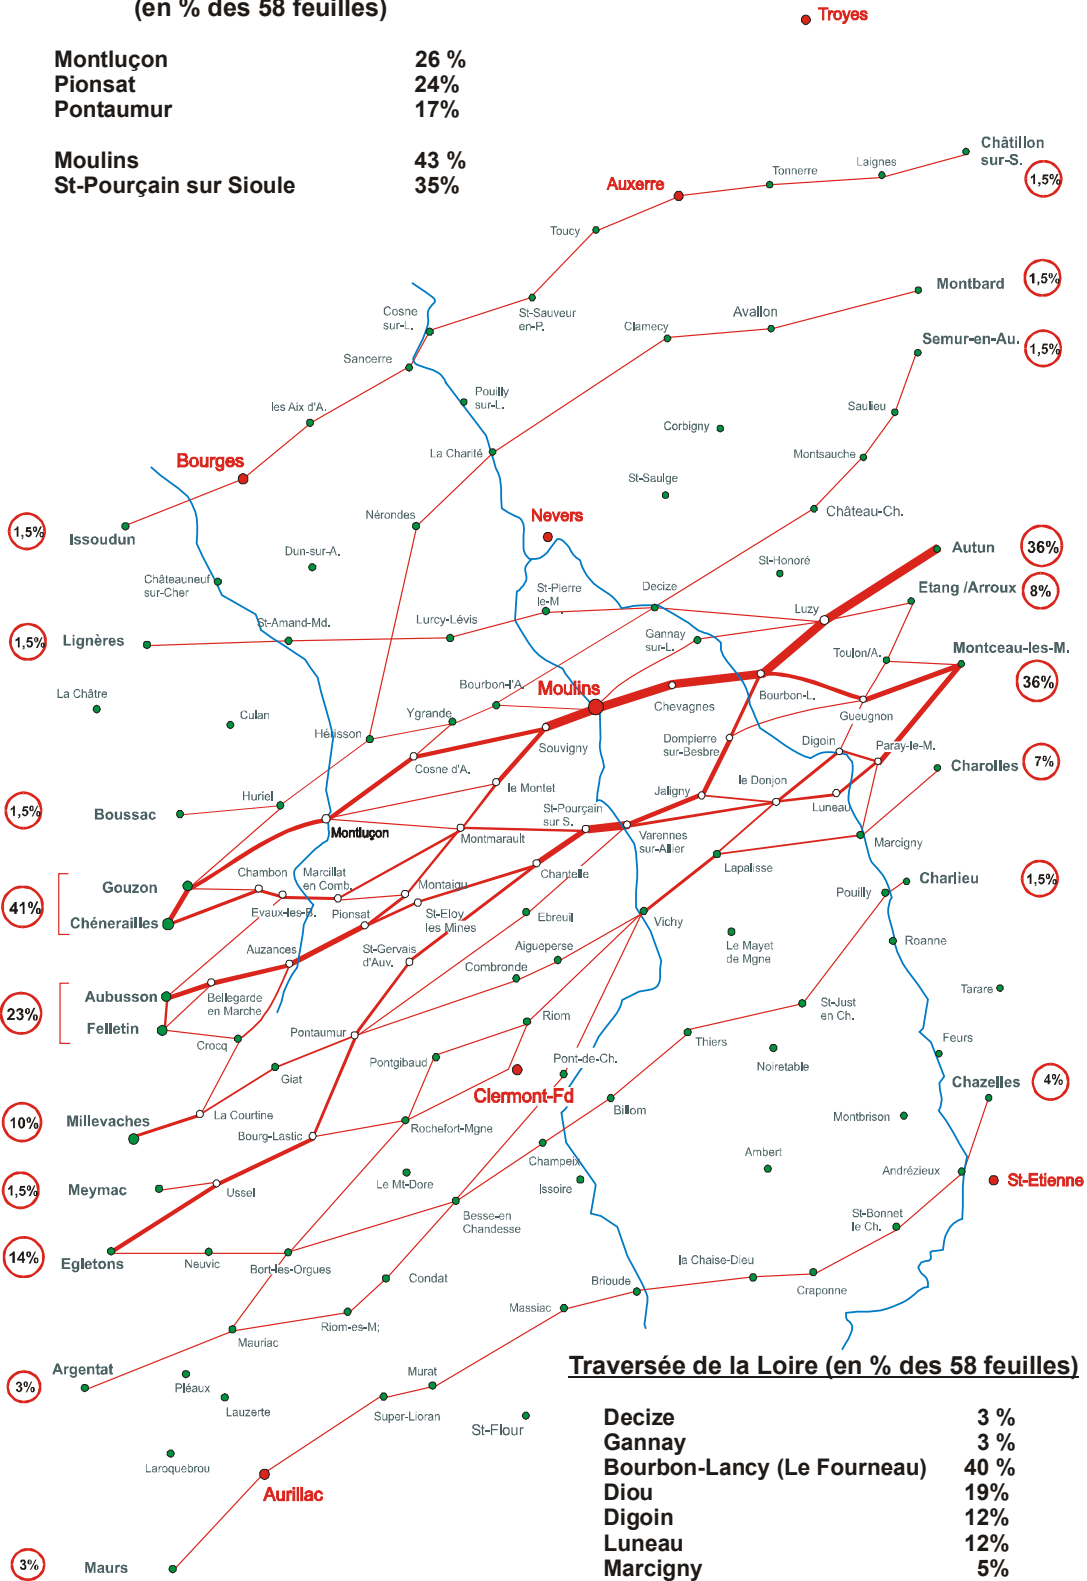 (en % des 58 feuilles)
Troyes
Montluçon 26 %
Pionsat 24%
Pontaumur 17%
Moulins 43 %
St-Pourçain sur Sioule 35%
Châtillon
sur-S.
1,5%
Laignes
Tonnerre
Auxerre
Toucy
St-Sauveur
en-P.
Cosne
sur-L.
Sancerre
Montbard
1,5%
Avallon
Clamecy
Semur-en-Au.
1,5%
Pouilly
sur-L.
les Aix d'A.
Saulieu
Corbigny
Montsauche
La Charité
Bourges
St-Saulge
Château-Ch.
Nérondes
Nevers
1,5%
Issoudun
Dun-sur-A.
Autun
36%
St-Honoré
Châteauneuf
sur-Cher
St-Pierre
le-M
Decize
Etang /Arroux
8%
Luzy
Lurcy-Lévis
St-Amand-Md.
1,5%
Lignères
Gannay
sur-L.
Toulon/A.
Montceau-les-M.
36%
Bourbon-l'A.
Moulins
La Châtre
Bourbon-L.
Chevagnes
Culan
Ygrande
Gueugnon
Hérisson
Souvigny
Dompierre
sur-Besbre
Digoin
Paray-le-M.
Cosne d'A.
Charolles
7%
le Montet
le Donjon
Jaligny
Huriel
1,5%
Boussac
St-Pourçain
sur S.
Luneau
Montluçon
Montmarault
Varennes
sur-Allier
Marcigny
Lapalisse
Chambon
Marcillat
en Comb.
Chantelle
Gouzon
Montaigu
Charlieu
1,5%
41%
Pouilly
Evaux-les-B.
Pionsat
St-Eloy
les Mines
Ebreuil
Vichy
Chénerailles
Le Mayet
de Mgne
Roanne
Auzances
St-Gervais
d'Auv.
Aigueperse
Combronde
Aubusson
Bellegarde
en Marche
Tarare
23%
St-Just
en Ch.
Felletin
Riom
Pontaumur
Crocq
Thiers
Feurs
Pontgibaud
Pont-de-Ch.
Noiretable
Giat
Clermont-Fd
Chazelles
4%
10%
Millevaches
La Courtine
Billom
Montbrison
Rochefort-Mgne
Bourg-Lastic
Ambert
Champeix
Andrézieux
Meymac
1,5%
Le Mt-Dore
Issoire
St-Etienne
Ussel
Besse-en
Chandesse
St-Bonnet
le Ch.
14%
Egletons
Neuvic
Bort-les-Orgues
Condat
la Chaise-Dieu
Brioude
Craponne
Massiac
Riom-es-M;
Mauriac
Argentat
3%
Murat
Pléaux
Lauzerte
Super-Lioran
St-Flour
Laroquebrou
Aurillac
Maurs
3%
Traversée de la Loire (en % des 58 feuilles)
Decize 3 %
Gannay 3 %
Bourbon-Lancy (Le Fourneau) 40 %
Diou 19%
Digoin 12%
Luneau 12%
Marcigny 5%